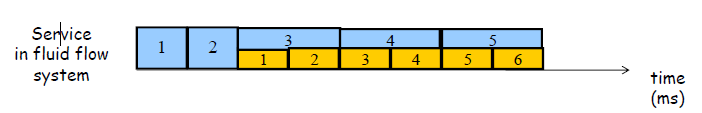 Service
in fluid flow
system
1 2 3 4 5
1 2 3 4 5 6
time
(ms)